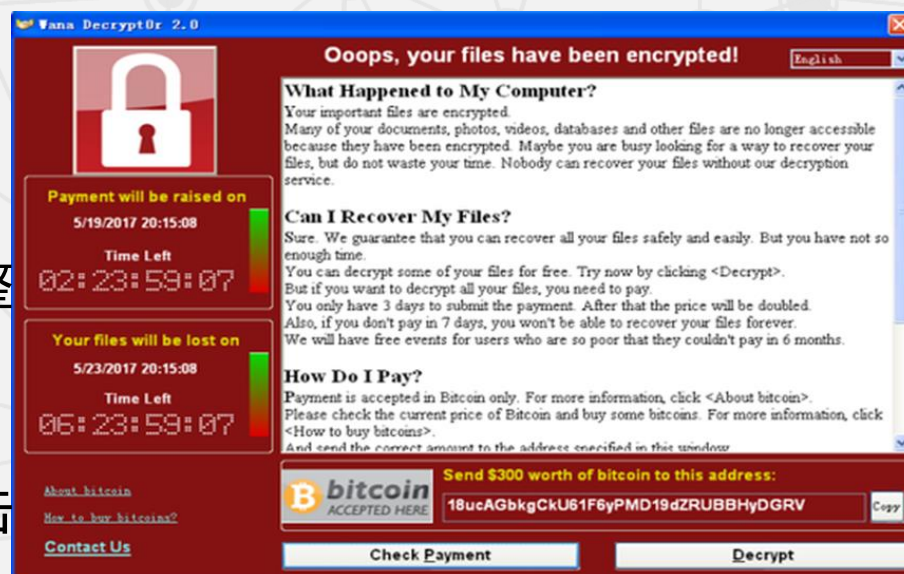 Wana Decrypt0r 2.0
Ooops, your files have been encrypted!
English
What Happened to My Computer?
Your important files are encrypted.
Many of your documents, photos, videos, databases and other files are no longer accessible
because they have been encrypted. Maybe you are busy looking for a way to recover your
files, but do not waste your time. Nobody can recover your files without our decryption
service.
Can I Recover My Files?
Sure. We guarantee that you can recover all your files safely and easily. But you have not so
enough time.
You can decrypt some of your files for free. Try now by clicking <Decrypt>.
But if you want to decrypt all your files, you need to pay.
You only have 3 days to submit the payment. After that the price will be doubled.
Also, if you don't pay in 7 days, you won't be able to recover your files forever.
We will have free events for users who are so poor that they couldn't pay in 6 months.
How Do I Pay?
Payment is accepted in Bitcoin only. For more information, click <About bitcoin>.
Please check the current price of Bitcoin and buy some bitcoins. For more information, click
<How to buy bitcoins>.
And send the correct amount to the address specified in this window.
Payment will be raised on
5/19/2017 20:15:08
Time Left
02:23:59:07
Your files will be lost on
5/23/2017 20:15:08
Time Left
06:23:59:07
About bitcoin
How to buy bitcoins?
Contact Us
bitcoin
ACCEPTED HERE
Send $300 worth of bitcoin to this address:
18ucAGbkgCkU61F6yPMD19dZRUBBHyDGRV
Copy
Check Payment
Decrypt